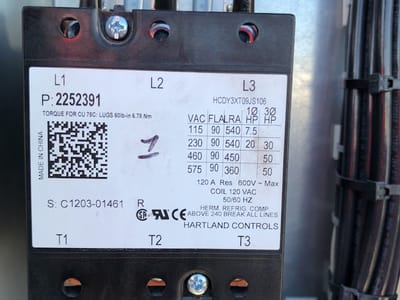 L1 L2 L3
P: 2252391
HCDY3XT09JS106
TORQUE FOR CU 75C: LUGS 60lb-in 6.78 Nm
1Ø 3Ø
VAC FLA LRA HP HP
115 90 540 7.5
230 90 540 20 30
460 90 450 50
575 90 360 50
MADE IN CHINA
1
120 A Res 600V ~ Max
COIL 120 VAC
50/60 HZ
S: C1203-01461 R
HERM. REFRIG. COMP
ABOVE 240 BREAK ALL LINES
HARTLAND CONTROLS
T1 T2 T3